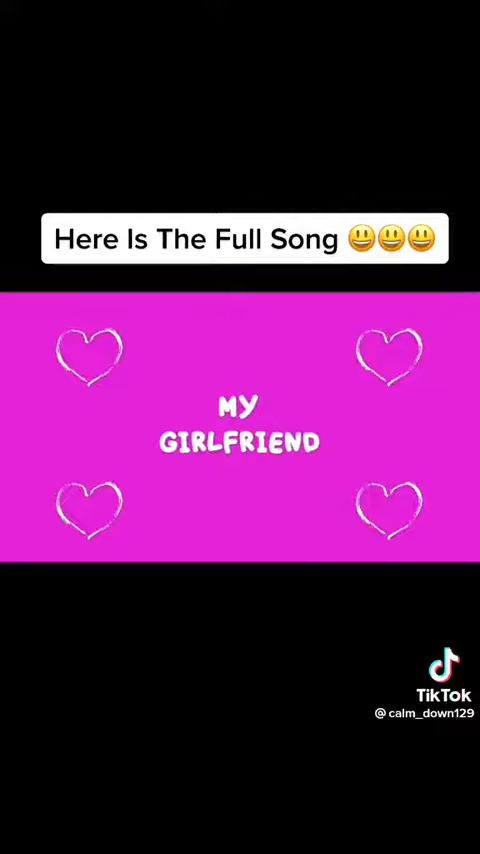 Here Is The Full Song 😃😃😃
MY
GIRLFRIEND
TikTok
@calm_down129